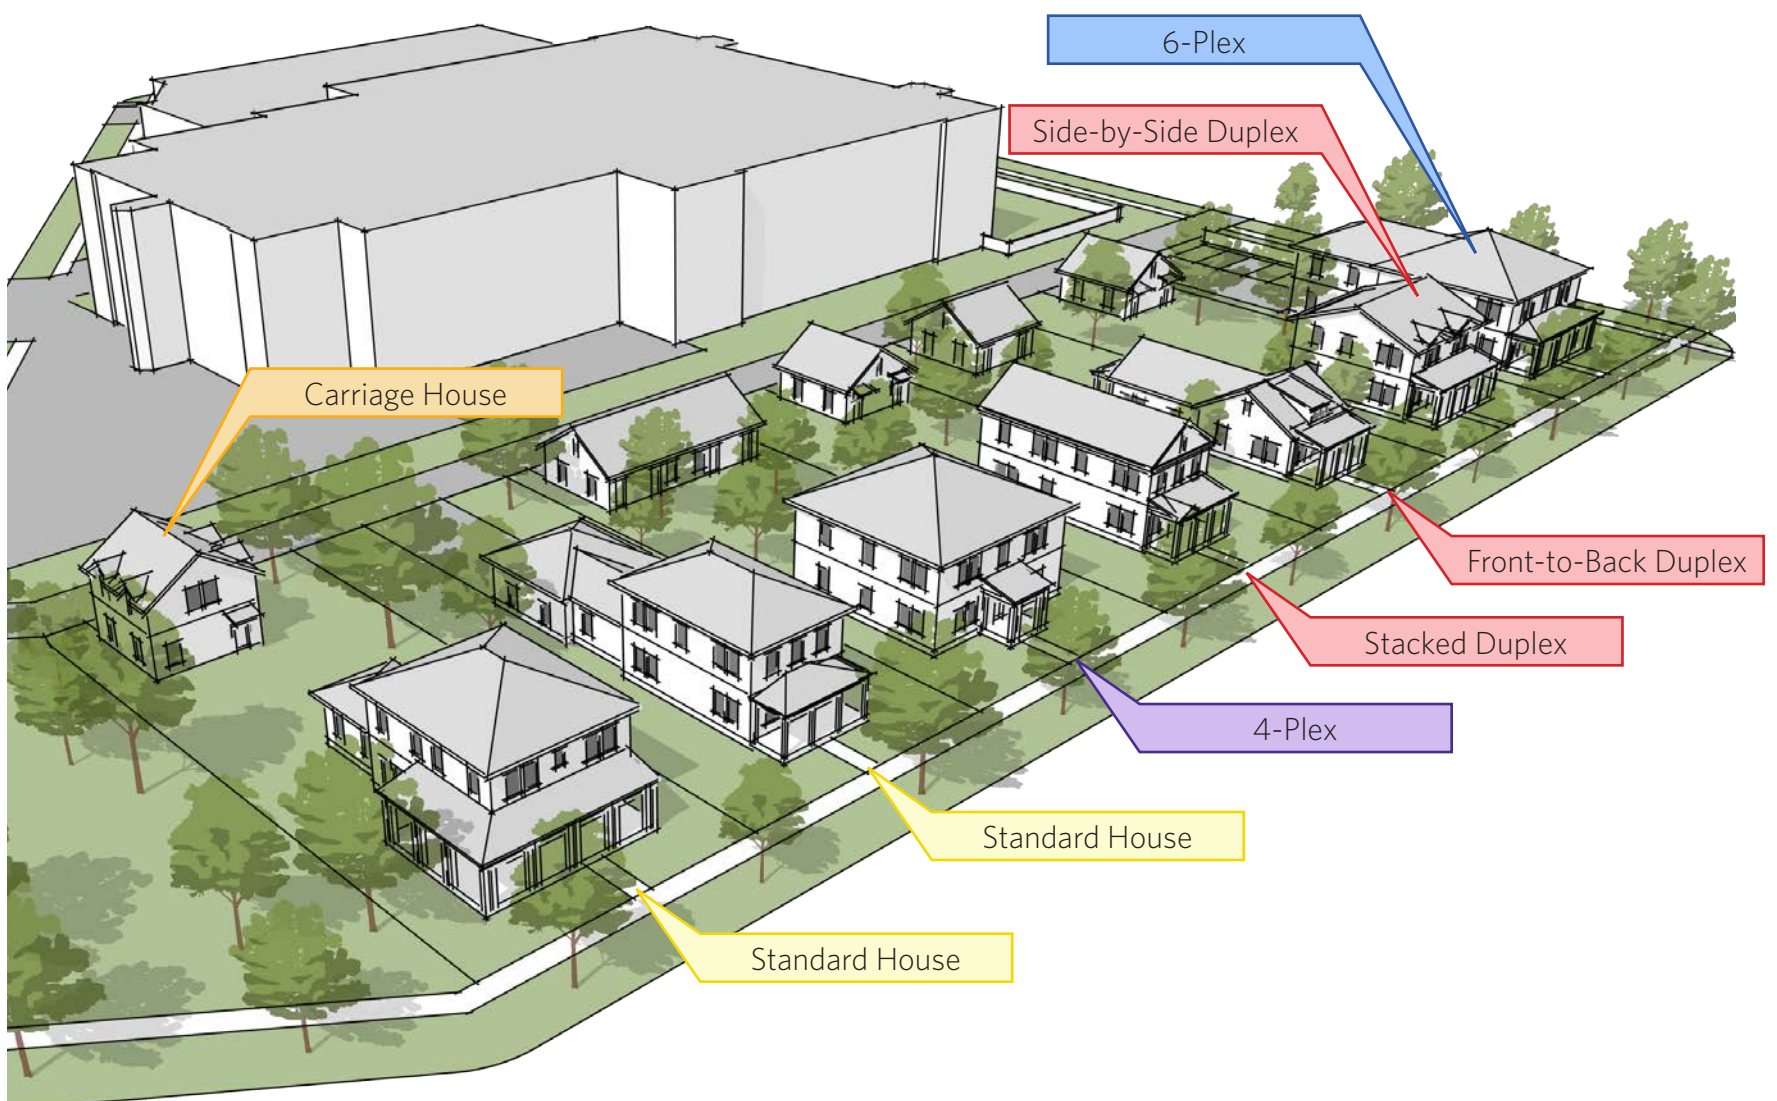 6-Plex
Side-by-Side Duplex
Carriage House
Front-to-Back Duplex
Stacked Duplex
4-Plex
Standard House
Standard House